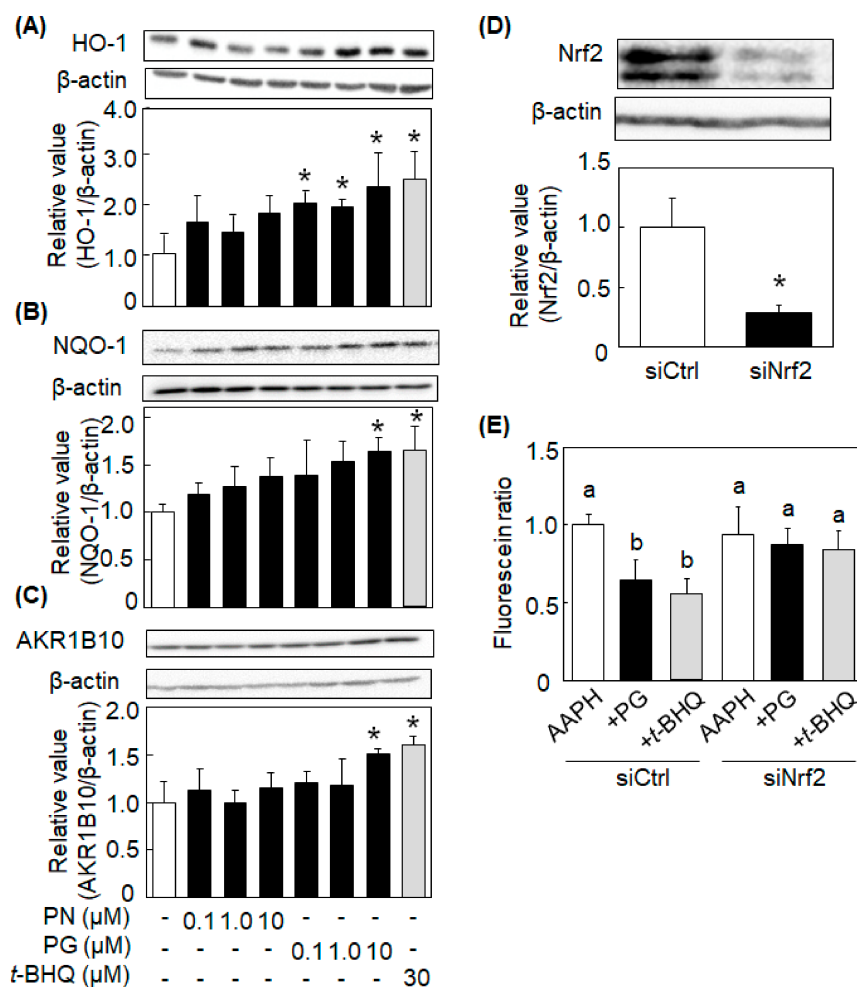 (A)
HO-1
β-actin
4.0
3.0
2.0
1.0
0
Relative value
(HO-1/β-actin)
* * * *
(B)
NQO-1
β-actin
2.0
1.5
1.0
0.5
0
Relative value
(NQO-1/β-actin)
* *
(C)
AKR1B10
β-actin
2.0
1.5
1.0
0.5
0
Relative value
(AKR1B10/β-actin)
* *
PN (µM) - 0.1 1.0 10 - - - -
PG (µM) - - - - 0.1 1.0 10 -
t-BHQ (µM) - - - - - - - 30
(D)
Nrf2
β-actin
1.5
1.0
0.5
0
Relative value
(Nrf2/β-actin)
*
siCtrl siNrf2
(E)
1.5
1.0
0.5
0
Fluorescein ratio
a b b a a a
AAPH +PG +t-BHQ AAPH +PG +t-BHQ
siCtrl siNrf2